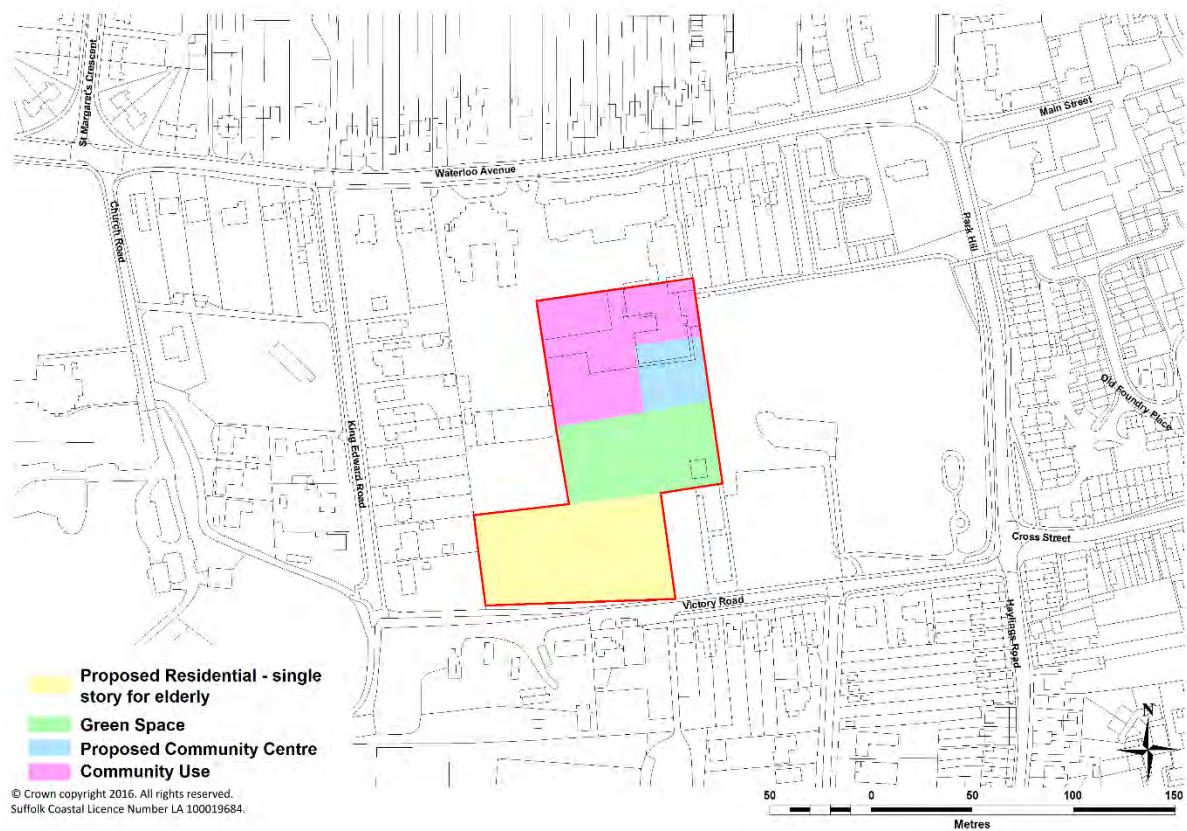 St Margaret's Crescent
Main Street
Waterloo Avenue
Church Road
Park Hill
Old Foundry Place
King Edward Road
Cross Street
Victory Road
Haylings Road
Proposed Residential - single
story for elderly
Green Space
Proposed Community Centre
Community Use
© Crown copyright 2016. All rights reserved.
Suffolk Coastal Licence Number LA 100019684.
N
50 0 50 100 150
Metres